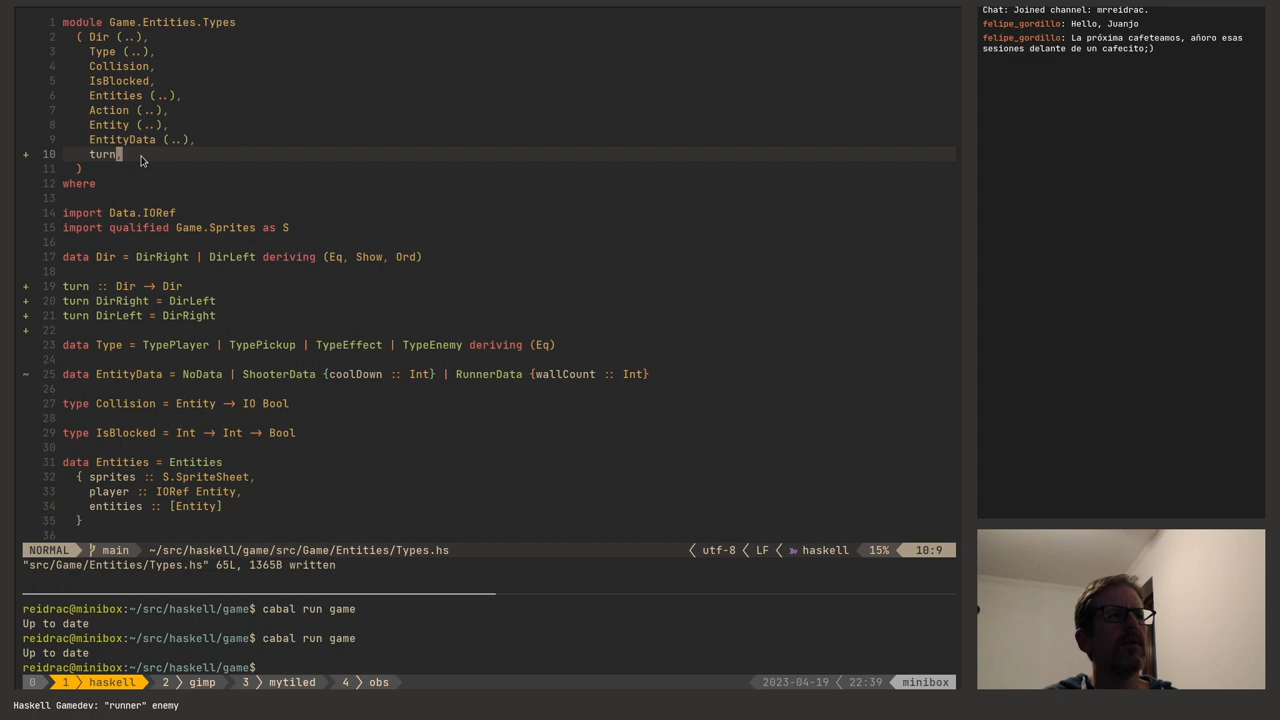 1 module Game.Entities.Types
2 ( Dir (..),
3 Type (..),
4 Collision,
5 IsBlocked,
6 Entities (..),
7 Action (..),
8 Entity (..),
9 EntityData (..),
+ 10 turn,
11 )
12 where
13
14 import Data.IORef
15 import qualified Game.Sprites as S
16
17 data Dir = DirRight | DirLeft deriving (Eq, Show, Ord)
18
+ 19 turn :: Dir -> Dir
+ 20 turn DirRight = DirLeft
+ 21 turn DirLeft = DirRight
+ 22
23 data Type = TypePlayer | TypePickup | TypeEffect | TypeEnemy deriving (Eq)
24
~ 25 data EntityData = NoData | ShooterData {coolDown :: Int} | RunnerData {wallCount :: Int}
26
27 type Collision = Entity -> IO Bool
28
29 type IsBlocked = Int -> Int -> Bool
30
31 data Entities = Entities
32 { sprites :: S.SpriteSheet,
33 player :: IORef Entity,
34 entities :: [Entity]
35 }
36
NORMAL main ~/src/haskell/game/src/Game/Entities/Types.hs utf-8 LF haskell 15% 10:9
"src/Game/Entities/Types.hs" 65L, 1365B written
reidrac@minibox:~/src/haskell/game$ cabal run game
Up to date
reidrac@minibox:~/src/haskell/game$ cabal run game
Up to date
reidrac@minibox:~/src/haskell/game$
0 1 haskell 2 gimp 3 mytiled 4 obs 2023-04-19 22:39 minibox
Haskell Gamedev: "runner" enemy
Chat: Joined channel: mrreidrac.
felipe_gordillo: Hello, Juanjo
felipe_gordillo: La próxima cafeteamos, añoro esas
sesiones delante de un cafecito;)